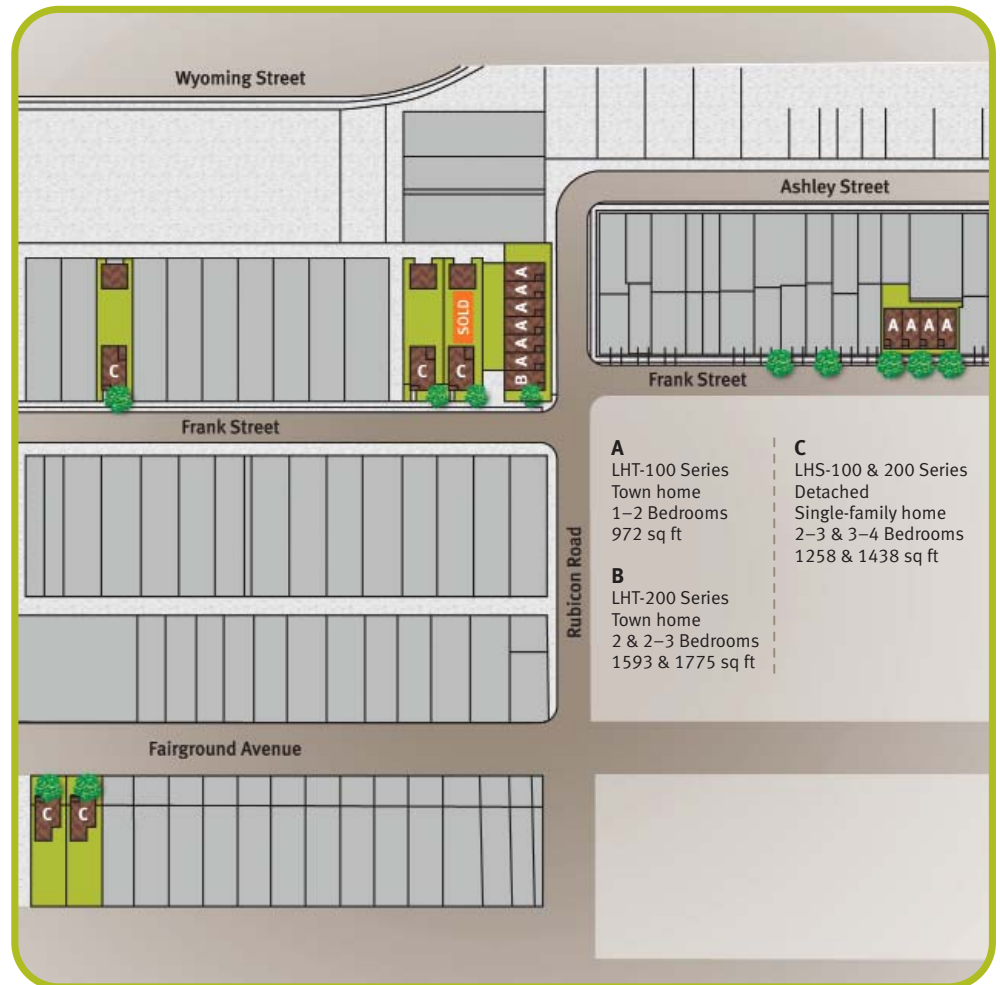 Wyoming Street
Ashley Street
A
A
A
A
A
A
B
SOLD
C
C
C
A A A A
Frank Street
Frank Street
Rubicon Road
A
LHT-100 Series
Town home
1–2 Bedrooms
972 sq ft
B
LHT-200 Series
Town home
2 & 2–3 Bedrooms
1593 & 1775 sq ft
C
LHS-100 & 200 Series
Detached
Single-family home
2–3 & 3–4 Bedrooms
1258 & 1438 sq ft
Fairground Avenue
C
C